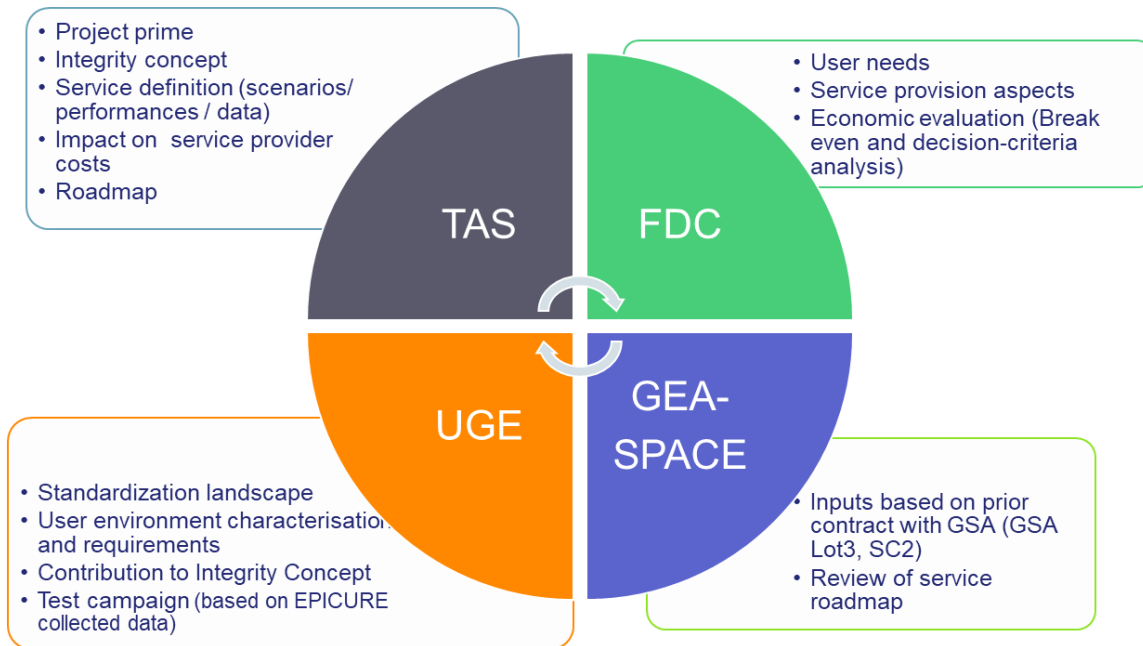 • Project prime
• Integrity concept
• Service definition (scenarios/
performances / data)
• Impact on service provider
costs
• Roadmap
• User needs
• Service provision aspects
• Economic evaluation (Break
even and decision-criteria
analysis)
TAS
FDC
UGE
GEA-
SPACE
• Standardization landscape
• User environment characterisation
and requirements
• Contribution to Integrity Concept
• Test campaign (based on EPICURE
collected data)
• Inputs based on prior
contract with GSA (GSA
Lot3, SC2)
• Review of service
roadmap